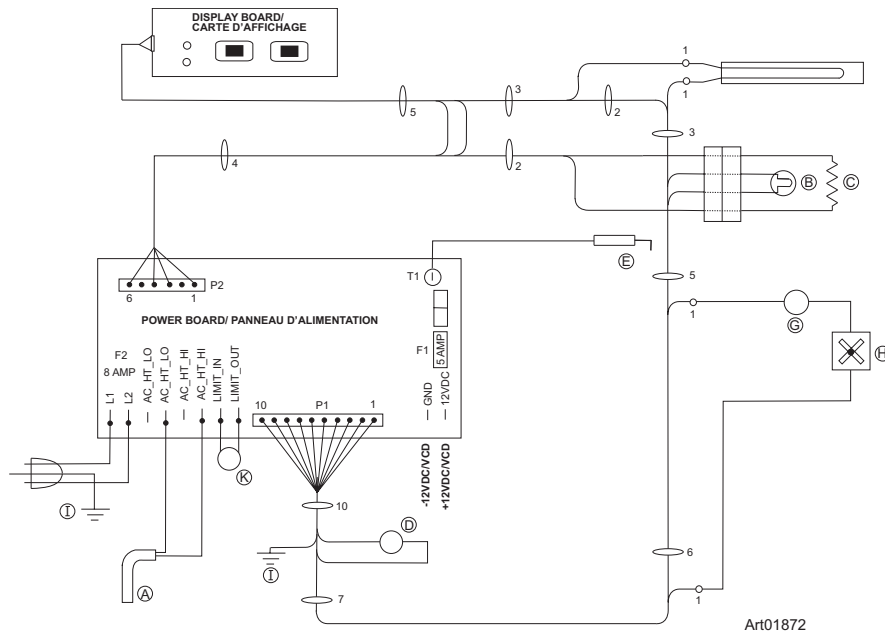 DISPLAY BOARD/
CARTE D'AFFICHAGE
1
1
3
5
2
3
4
2
B
C
E
T1
5
P2
6 1
POWER BOARD/ PANNEAU D'ALIMENTATION
1
G
H
F1
5 AMP
F2
8 AMP
L1
L2
AC_HT_LO
AC_HT_LO
AC_HT_HI
AC_HT_HI
LIMIT_IN
LIMIT_OUT
GND
12VDC
10 P1 1
K
-12VDC/VCD
+12VDC/VCD
I
10
D
I
6
A
7
1
Art01872